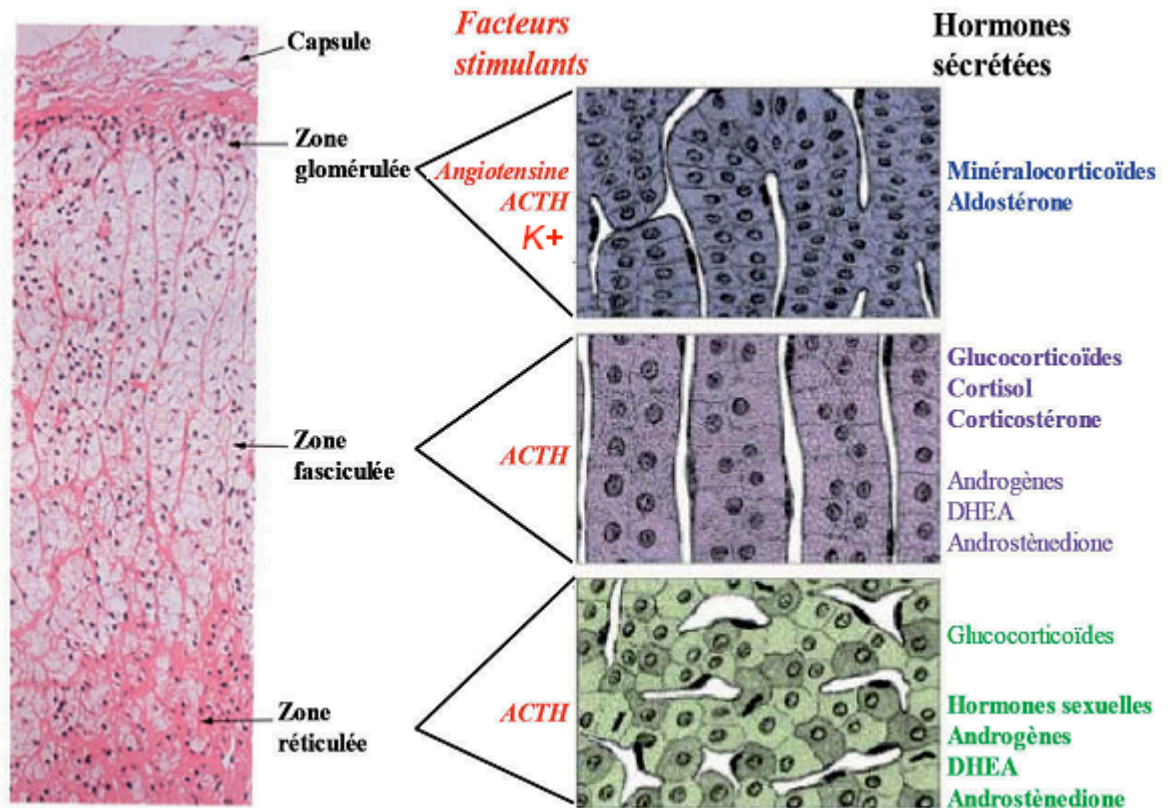 Capsule
Facteurs
stimulants
Hormones
sécrétées
Zone
glomérulée
Angiotensine
ACTH
K+
Minéralocorticoïdes
Aldostérone
Zone
fasciculée
ACTH
Glucocorticoïdes
Cortisol
Corticostérone
Androgènes
DHEA
Androstènedione
Zone
réticulée
ACTH
Glucocorticoïdes
Hormones sexuelles
Androgènes
DHEA
Androstènedione